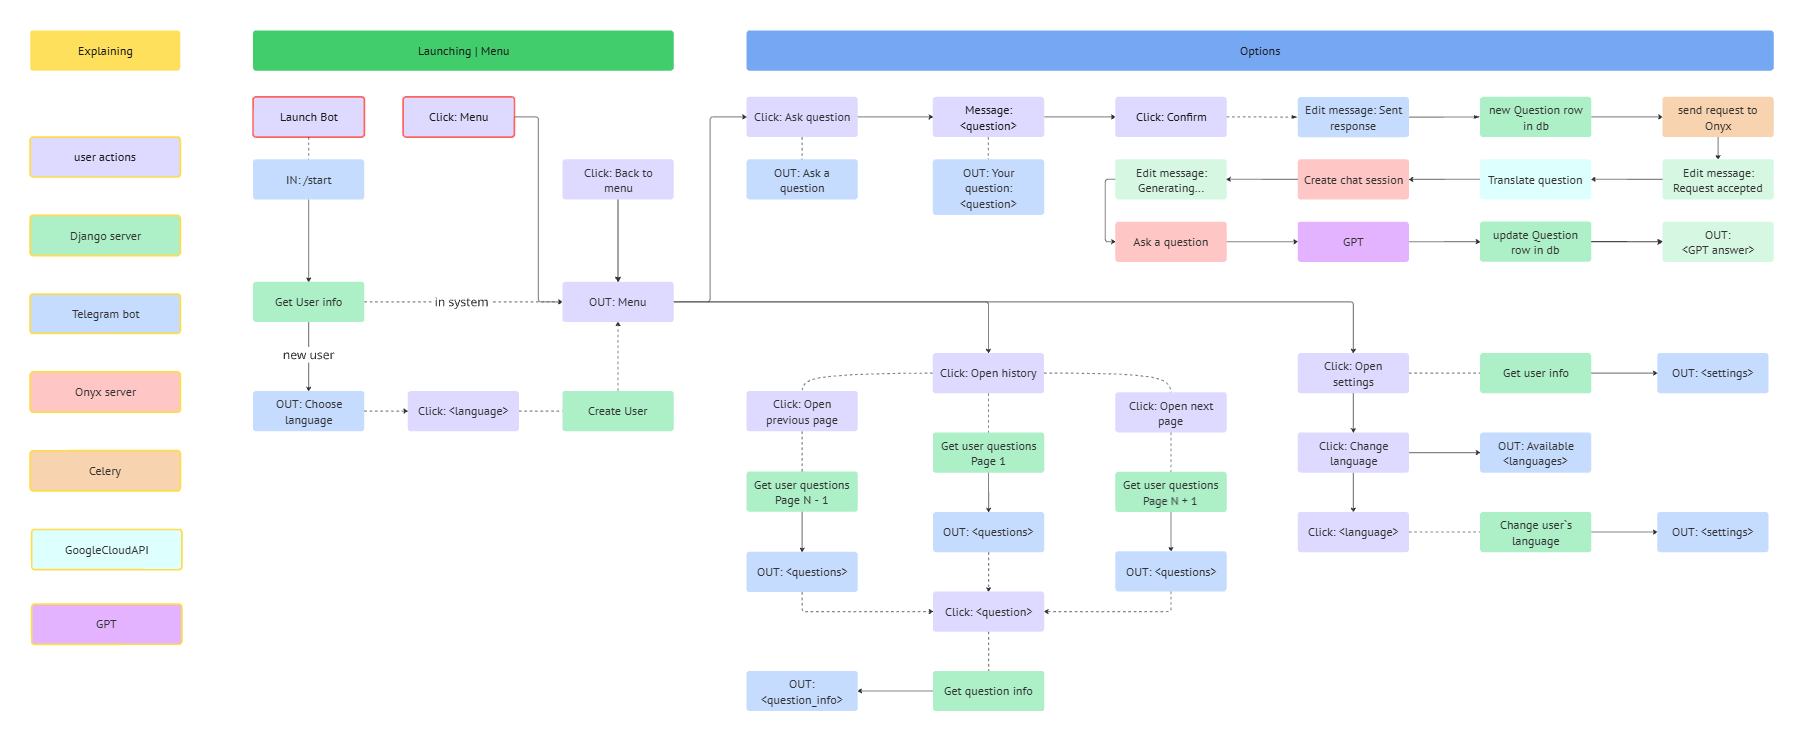 Explaining
Launching | Menu
Options
user actions
Django server
Telegram bot
Onyx server
Celery
GoogleCloudAPI
GPT
Launch Bot
Click: Menu
IN: /start
Click: Back to
menu
Get User info
in system
OUT: Menu
new user
OUT: Choose
language
Click: <language>
Create User
Click: Ask question
Message:
<question>
Click: Confirm
Edit message: Sent
response
new Question row
in db
send request to
Onyx
OUT: Ask a
question
OUT: Your
question:
<question>
Edit message:
Generating...
Create chat session
Translate question
Edit message:
Request accepted
Ask a question
GPT
update Question
row in db
OUT:
<GPT answer>
Click: Open history
Click: Open
previous page
Click: Open next
page
Get user questions
Page 1
Get user questions
Page N - 1
Get user questions
Page N + 1
OUT: <questions>
OUT: <questions>
OUT: <questions>
Click: <question>
OUT:
<question_info>
Get question info
Click: Open
settings
Get user info
OUT: <settings>
Click: Change
language
OUT: Available
<languages>
Click: <language>
Change user`s
language
OUT: <settings>